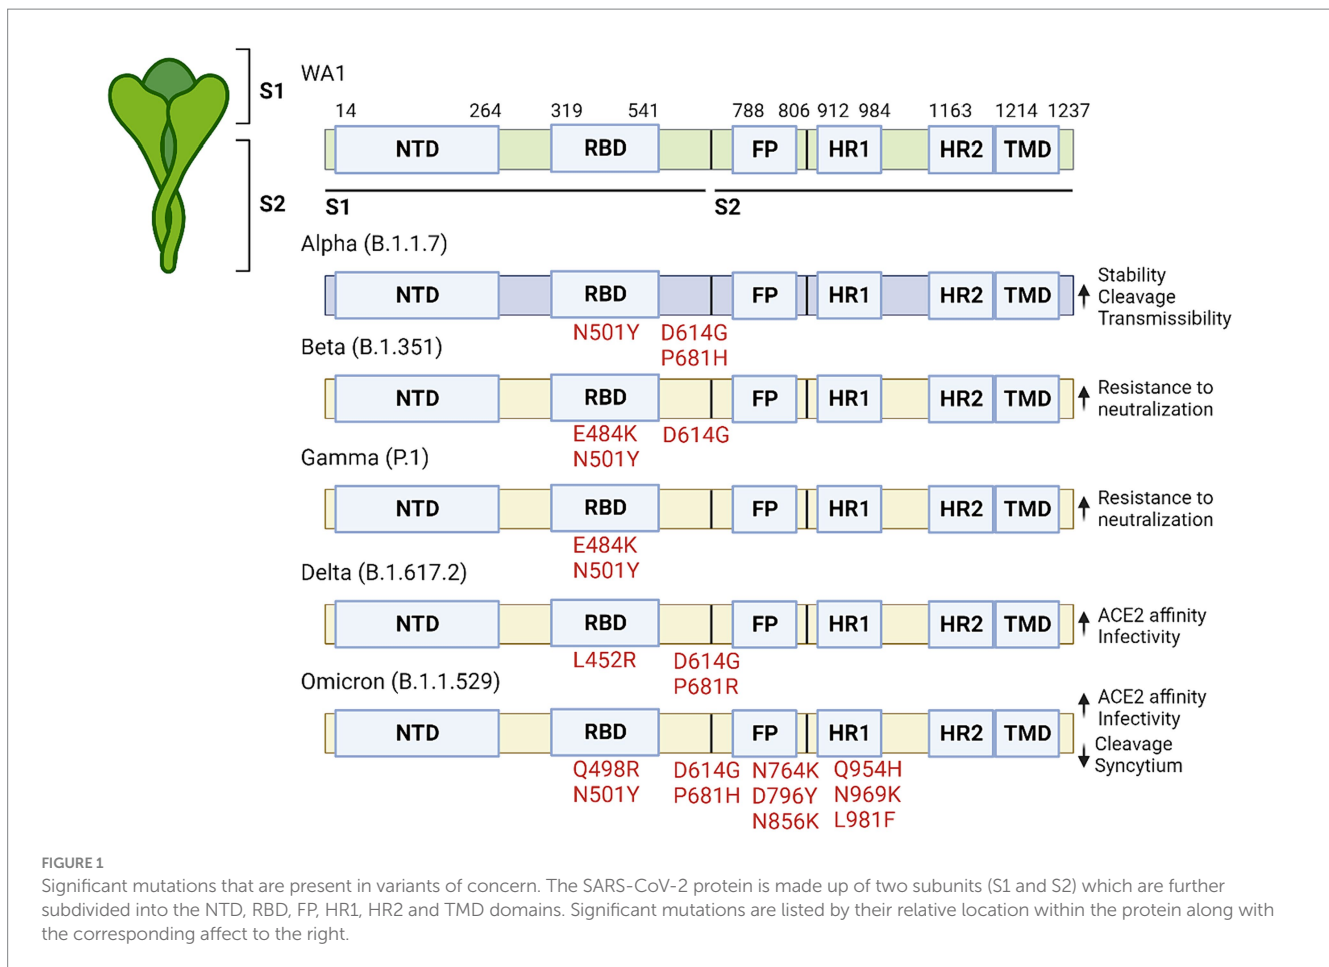 WA1
S1
S2
14 264 319 541 788 806 912 984 1163 1214 1237
NTD RBD FP HR1 HR2 TMD
S1 S2
Alpha (B.1.1.7)
NTD RBD FP HR1 HR2 TMD
Stability
Cleavage
Transmissibility
N501Y D614G
P681H
Beta (B.1.351)
NTD RBD FP HR1 HR2 TMD
Resistance to
neutralization
E484K D614G
N501Y
Gamma (P.1)
NTD RBD FP HR1 HR2 TMD
Resistance to
neutralization
E484K
N501Y
Delta (B.1.617.2)
NTD RBD FP HR1 HR2 TMD
ACE2 affinity
Infectivity
L452R D614G
P681R
Omicron (B.1.1.529)
NTD RBD FP HR1 HR2 TMD
ACE2 affinity
Infectivity
Cleavage
Syncytium
Q498R D614G N764K Q954H
N501Y P681H D796Y N969K
N856K L981F
FIGURE 1
Significant mutations that are present in variants of concern. The SARS-CoV-2 protein is made up of two subunits (S1 and S2) which are further
subdivided into the NTD, RBD, FP, HR1, HR2 and TMD domains. Significant mutations are listed by their relative location within the protein along with
the corresponding affect to the right.